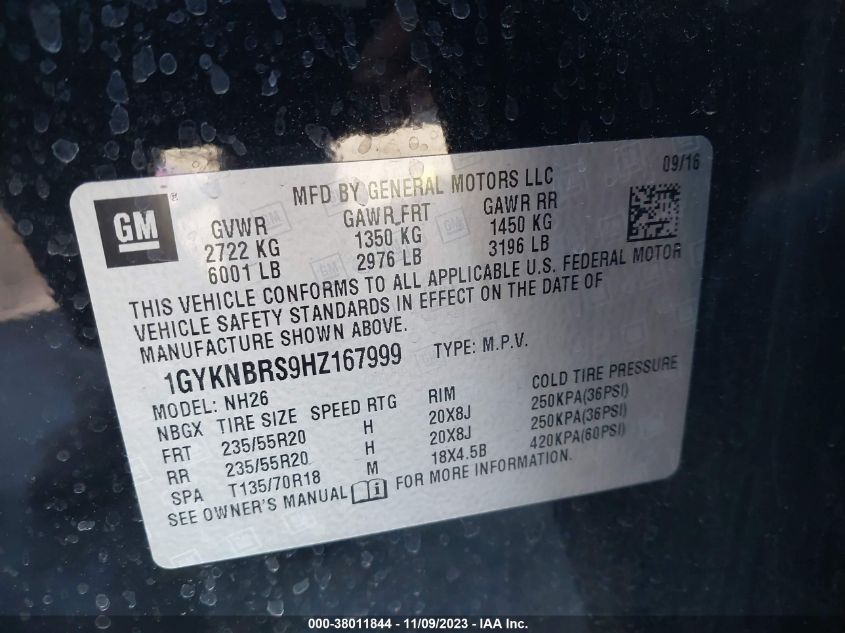 09/16
MFD BY GENERAL MOTORS LLC
GM®
GVWR GAWR FRT GAWR RR
2722 KG 1350 KG 1450 KG
6001 LB 2976 LB 3196 LB
THIS VEHICLE CONFORMS TO ALL APPLICABLE U.S. FEDERAL MOTOR
VEHICLE SAFETY STANDARDS IN EFFECT ON THE DATE OF
MANUFACTURE SHOWN ABOVE.
1GYKNBRS9HZ167999 TYPE: M.P.V.
MODEL: NH26
NBGX TIRE SIZE SPEED RTG RIM COLD TIRE PRESSURE
FRT 235/55R20 H 20X8J 250KPA(36PSI)
RR 235/55R20 H 20X8J 250KPA(36PSI)
SPA T135/70R18 M 18X4.5B 420KPA(60PSI)
SEE OWNER'S MANUAL FOR MORE INFORMATION.
000-38011844 - 11/09/2023 - IAA Inc.